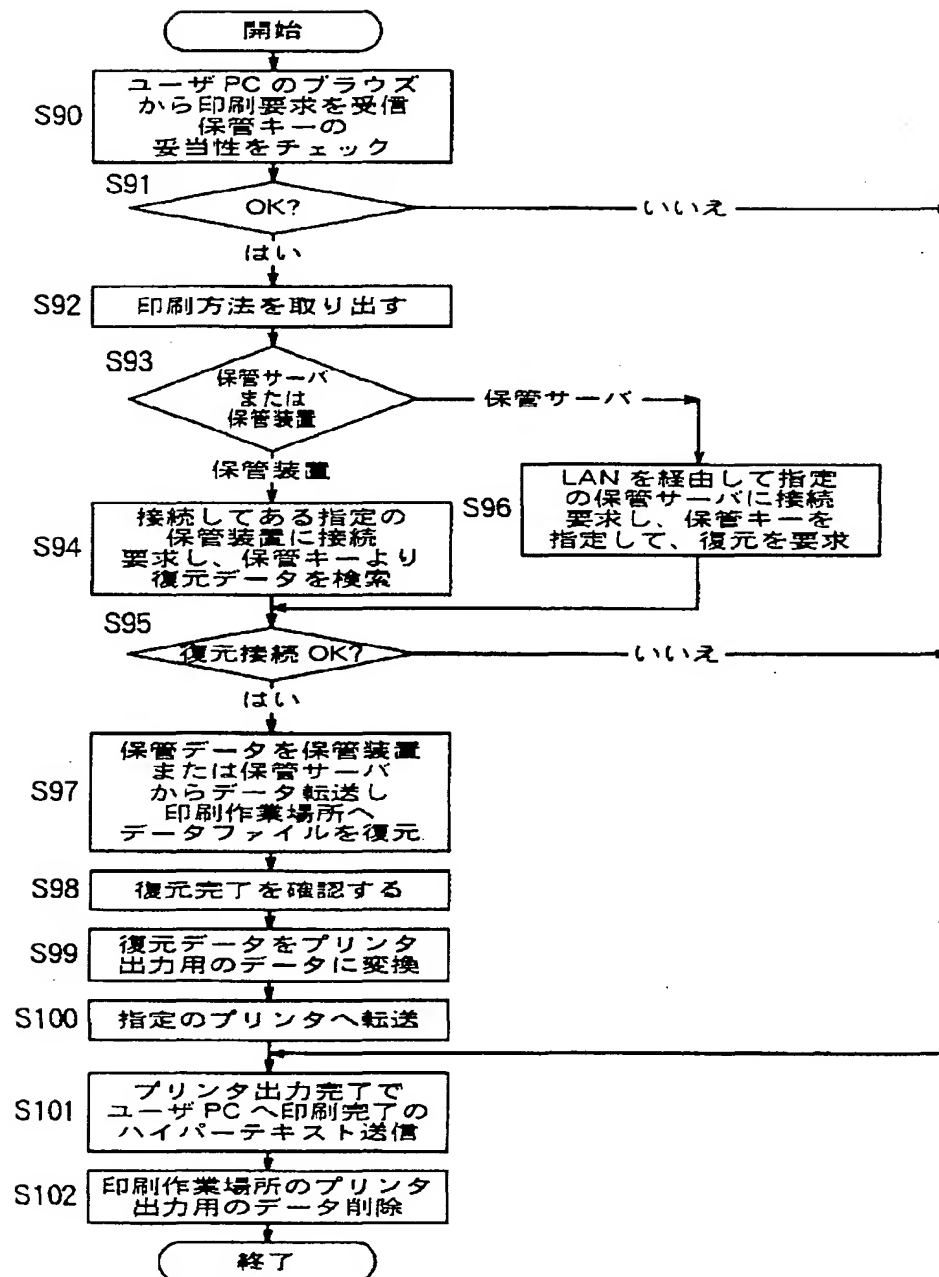 開始
S90
ユーザ PC のブラウズ
から印刷要求を受信
保管キーの
妥当性をチェック
S91
OK?
いいえ
はい
S92
印刷方法を取り出す
S93
保管サーバ
または
保管装置
保管サーバ
保管装置
S94
接続してある指定の
保管装置に接続
要求し、保管キーより
復元データを検索
S96
LAN を経由して指定
の保管サーバに接続
要求し、保管キーを
指定して、復元を要求
S95
復元接続 OK?
いいえ
はい
S97
保管データを保管装置
または保管サーバ
からデータ転送し
印刷作業場所へ
データファイルを復元
S98
復元完了を確認する
S99
復元データをプリンタ
出力用のデータに変換
S100
指定のプリンタへ転送
S101
プリンタ出力完了で
ユーザ PC へ印刷完了の
ハイパーテキスト送信
S102
印刷作業場所のプリンタ
出力用のデータ削除
終了